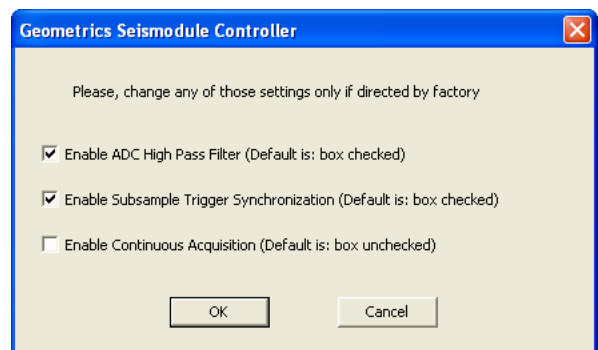 Geometrics Seismodule Controller
Please, change any of those settings only if directed by factory
Enable ADC High Pass Filter (Default is: box checked)
Enable Subsample Trigger Synchronization (Default is: box checked)
Enable Continuous Acquisition (Default is: box unchecked)
OK
Cancel